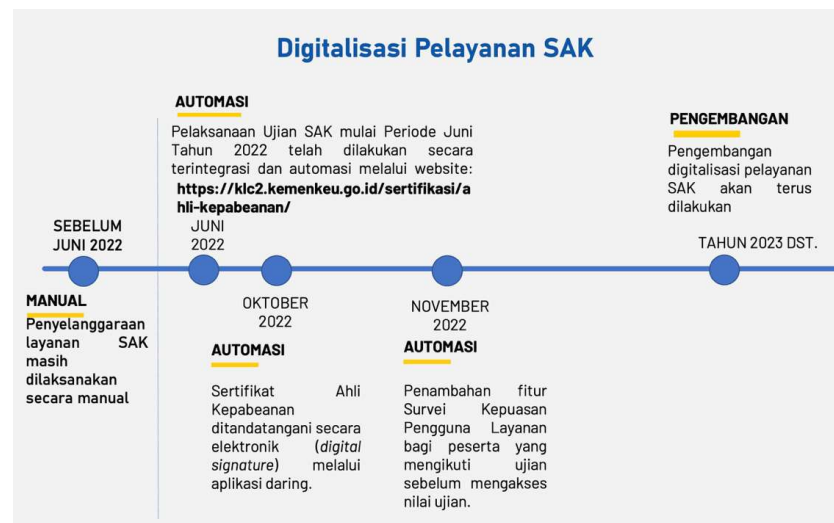 Digitalisasi Pelayanan SAK
AUTOMASI
Pelaksanaan Ujian SAK mulai Periode Juni
Tahun 2022 telah dilakukan secara
terintegrasi dan automasi melalui website:
https://klc2.kemenkeu.go.id/sertifikasi/a
hli-kepabeanan/
PENGEMBANGAN
Pengembangan
digitalisasi pelayanan
SAK akan terus
dilakukan
SEBELUM
JUNI 2022
JUNI
2022
TAHUN 2023 DST.
MANUAL
Penyelanggaraan
layanan SAK
masih
dilaksanakan
secara manual
OKTOBER
2022
AUTOMASI
Sertifikat Ahli
Kepabeanan
ditandatangani secara
elektronik (digital
signature) melalui
aplikasi daring.
NOVEMBER
2022
AUTOMASI
Penambahan fitur
Survei Kepuasan
Pengguna Layanan
bagi peserta yang
mengikuti ujian
sebelum mengakses
nilai ujian.